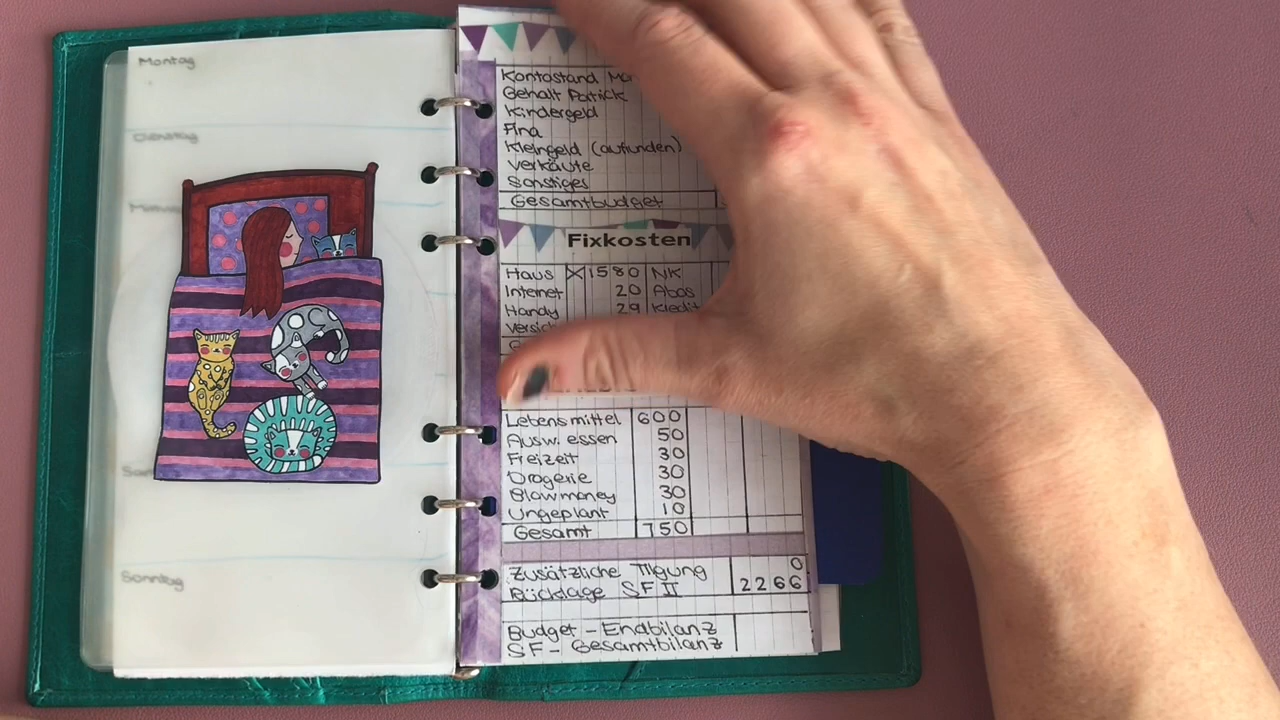 Montag
Dienstag
Sonntag
Kontostand
Gehalt Patrick
Kindergeld
Fina
Kleingeld (aufrunden)
Verkäufe
Sonstiges
Gesamtbudget
Fixkosten
Haus 1580 NK
Internet 20 Abos
Handy 29 Kredit
Lebensmittel 600
Ausw. essen 50
Freizeit 30
Drogerie 30
Blowmoney 30
Ungeplant 10
Gesamt 750
Zusätzliche Tilgung 0
Rücklage SF II 2266
Budget - Endbilanz
SF - Gesamtbilanz